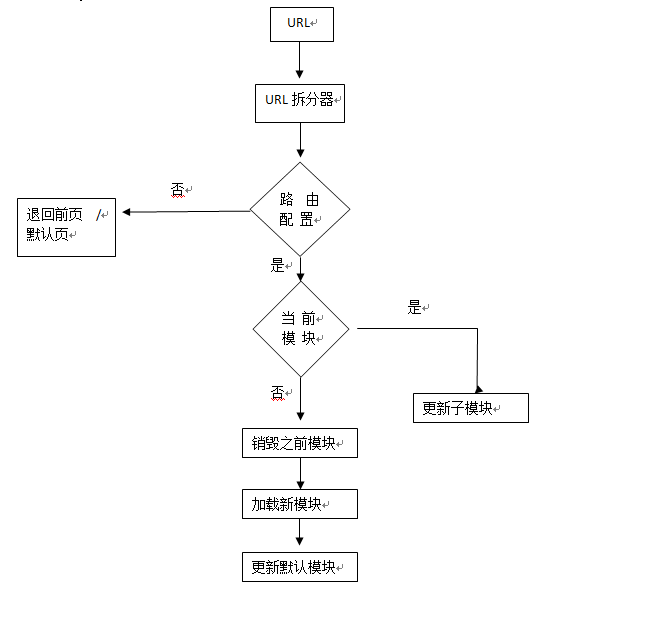 URL
URL 拆分器
否
路 由
配 置
退回前页 /
默认页
是
当 前
模 块
是
否
更新子模块
销毁之前模块
加载新模块
更新默认模块